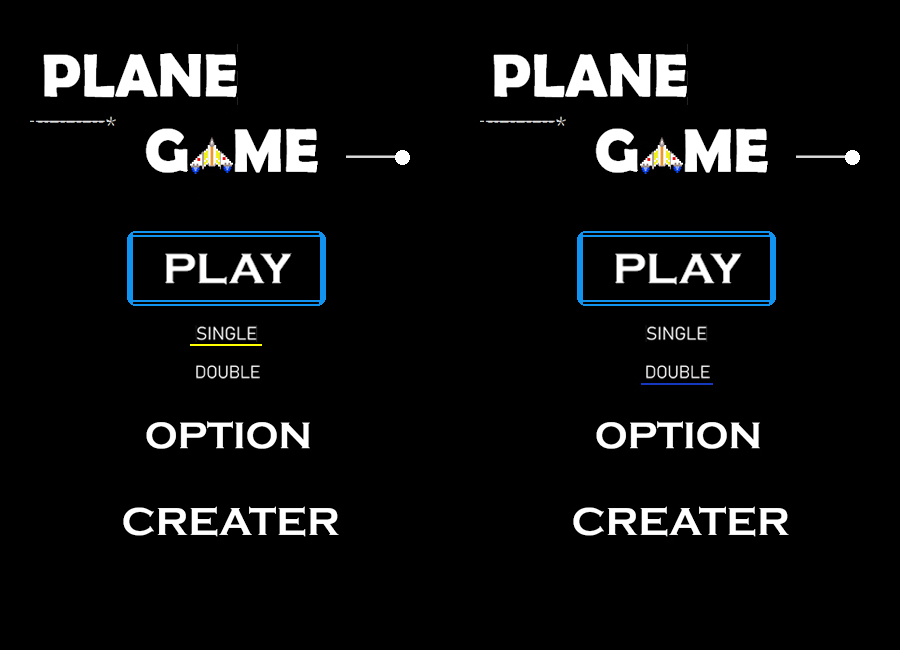 PLANE
GAME
PLAY
SINGLE
DOUBLE
OPTION
CREATER
PLANE
GAME
PLAY
SINGLE
DOUBLE
OPTION
CREATER